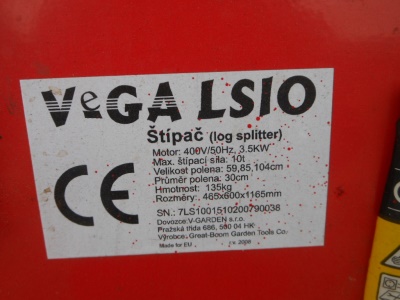 VeGA LS10
Štípač (log splitter)
Motor: 400V/50Hz, 3.5KW
Max. štípací síla: 10t
Velikost polena: 59,85,104cm
Průměr polena: 30cm
Hmotnost: 135kg
Rozměry: 465x600x1165mm
CE
SN.: 7LS1001510200790038
Dovozce:V-GARDEN s.r.o.
Pražská třída 686, 500 04 HK
Výrobce: Great-Boom Garden Tools Co.
Made for EU 2009